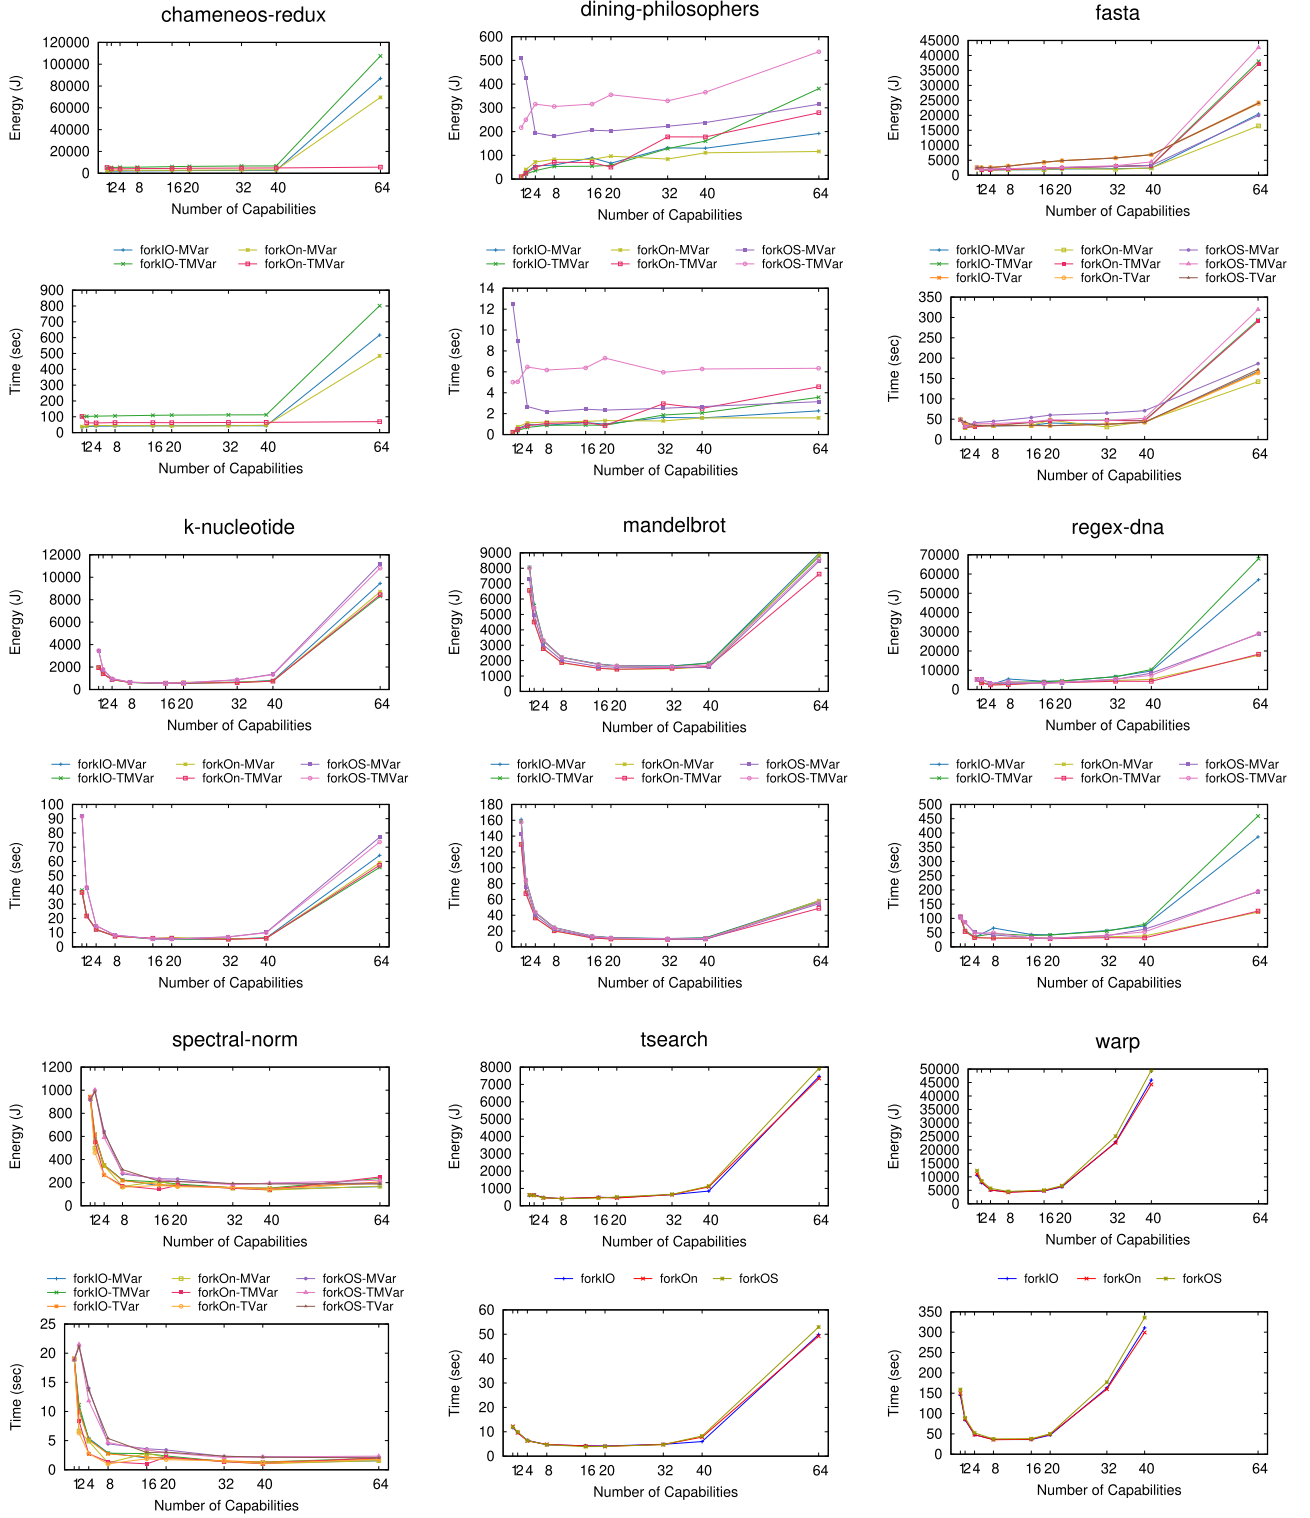 chameneos-redux
Energy (J)
120000
100000
80000
60000
40000
20000
0
1 2 4 8 16 20 32 40 64
Number of Capabilities
forkIO-MVar forkOn-MVar
forkIO-TMVar forkOn-TMVar
Time (sec)
900
800
700
600
500
400
300
200
100
0
1 2 4 8 16 20 32 40 64
Number of Capabilities
dining-philosophers
Energy (J)
600
500
400
300
200
100
0
1 2 4 8 16 20 32 40 64
Number of Capabilities
forkIO-MVar forkOn-MVar forkOS-MVar
forkIO-TMVar forkOn-TMVar forkOS-TMVar
Time (sec)
14
12
10
8
6
4
2
0
1 2 4 8 16 20 32 40 64
Number of Capabilities
fasta
Energy (J)
45000
40000
35000
30000
25000
20000
15000
10000
5000
0
1 2 4 8 16 20 32 40 64
Number of Capabilities
forkIO-MVar forkOn-MVar forkOS-MVar
forkIO-TMVar forkOn-TMVar forkOS-TMVar
forkIO-TVar forkOn-TVar forkOS-TVar
Time (sec)
350
300
250
200
150
100
50
0
1 2 4 8 16 20 32 40 64
Number of Capabilities
k-nucleotide
Energy (J)
12000
10000
8000
6000
4000
2000
0
1 2 4 8 16 20 32 40 64
Number of Capabilities
forkIO-MVar forkOn-MVar forkOS-MVar
forkIO-TMVar forkOn-TMVar forkOS-TMVar
Time (sec)
100
90
80
70
60
50
40
30
20
10
0
1 2 4 8 16 20 32 40 64
Number of Capabilities
mandelbrot
Energy (J)
9000
8000
7000
6000
5000
4000
3000
2000
1000
0
1 2 4 8 16 20 32 40 64
Number of Capabilities
forkIO-MVar forkOn-MVar forkOS-MVar
forkIO-TMVar forkOn-TMVar forkOS-TMVar
Time (sec)
180
160
140
120
100
80
60
40
20
0
1 2 4 8 16 20 32 40 64
Number of Capabilities
regex-dna
Energy (J)
70000
60000
50000
40000
30000
20000
10000
0
1 2 4 8 16 20 32 40 64
Number of Capabilities
forkIO-MVar forkOn-MVar forkOS-MVar
forkIO-TMVar forkOn-TMVar forkOS-TMVar
Time (sec)
500
450
400
350
300
250
200
150
100
50
0
1 2 4 8 16 20 32 40 64
Number of Capabilities
spectral-norm
Energy (J)
1200
1000
800
600
400
200
0
1 2 4 8 16 20 32 40 64
Number of Capabilities
forkIO-MVar forkOn-MVar forkOS-MVar
forkIO-TMVar forkOn-TMVar forkOS-TMVar
forkIO-TVar forkOn-TVar forkOS-TVar
Time (sec)
25
20
15
10
5
0
1 2 4 8 16 20 32 40 64
Number of Capabilities
tsearch
Energy (J)
8000
7000
6000
5000
4000
3000
2000
1000
0
1 2 4 8 16 20 32 40 64
Number of Capabilities
forkIO forkOn forkOS
Time (sec)
60
50
40
30
20
10
0
1 2 4 8 16 20 32 40 64
Number of Capabilities
warp
Energy (J)
50000
45000
40000
35000
30000
25000
20000
15000
10000
5000
0
1 2 4 8 16 20 32 40 64
Number of Capabilities
forkIO forkOn forkOS
Time (sec)
350
300
250
200
150
100
50
0
1 2 4 8 16 20 32 40 64
Number of Capabilities